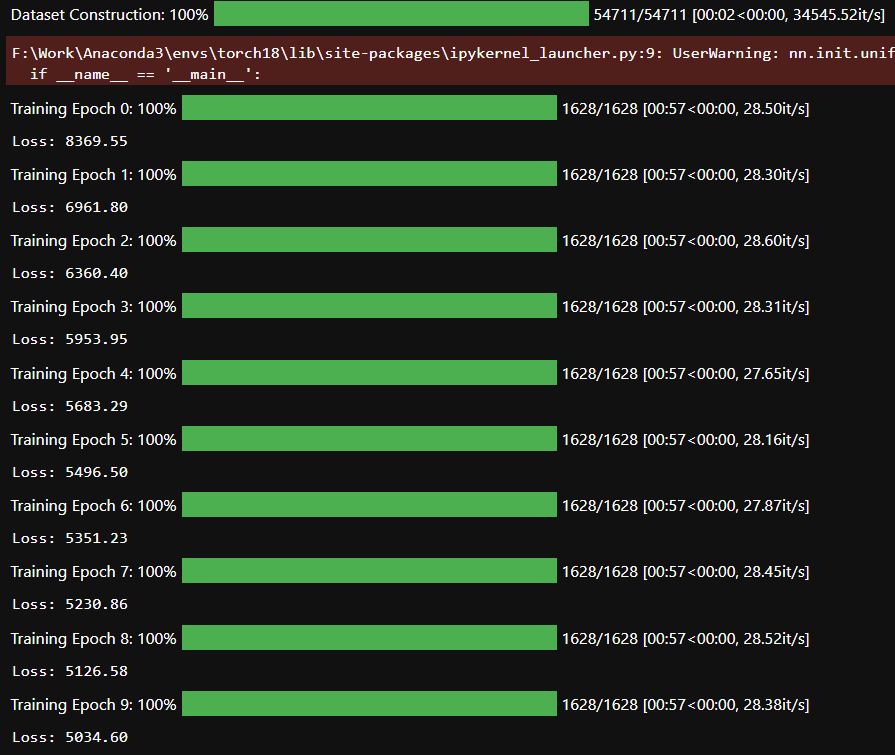 Dataset Construction: 100% 54711/54711 [00:02<00:00, 34545.52it/s]
F:\Work\Anaconda3\envs\torch18\lib\site-packages\ipykernel_launcher.py:9: UserWarning: nn.init.unif
if __name__ == '__main__':
Training Epoch 0: 100% 1628/1628 [00:57<00:00, 28.50it/s]
Loss: 8369.55
Training Epoch 1: 100% 1628/1628 [00:57<00:00, 28.30it/s]
Loss: 6961.80
Training Epoch 2: 100% 1628/1628 [00:57<00:00, 28.60it/s]
Loss: 6360.40
Training Epoch 3: 100% 1628/1628 [00:57<00:00, 28.31it/s]
Loss: 5953.95
Training Epoch 4: 100% 1628/1628 [00:57<00:00, 27.65it/s]
Loss: 5683.29
Training Epoch 5: 100% 1628/1628 [00:57<00:00, 28.16it/s]
Loss: 5496.50
Training Epoch 6: 100% 1628/1628 [00:57<00:00, 27.87it/s]
Loss: 5351.23
Training Epoch 7: 100% 1628/1628 [00:57<00:00, 28.45it/s]
Loss: 5230.86
Training Epoch 8: 100% 1628/1628 [00:57<00:00, 28.52it/s]
Loss: 5126.58
Training Epoch 9: 100% 1628/1628 [00:57<00:00, 28.38it/s]
Loss: 5034.60